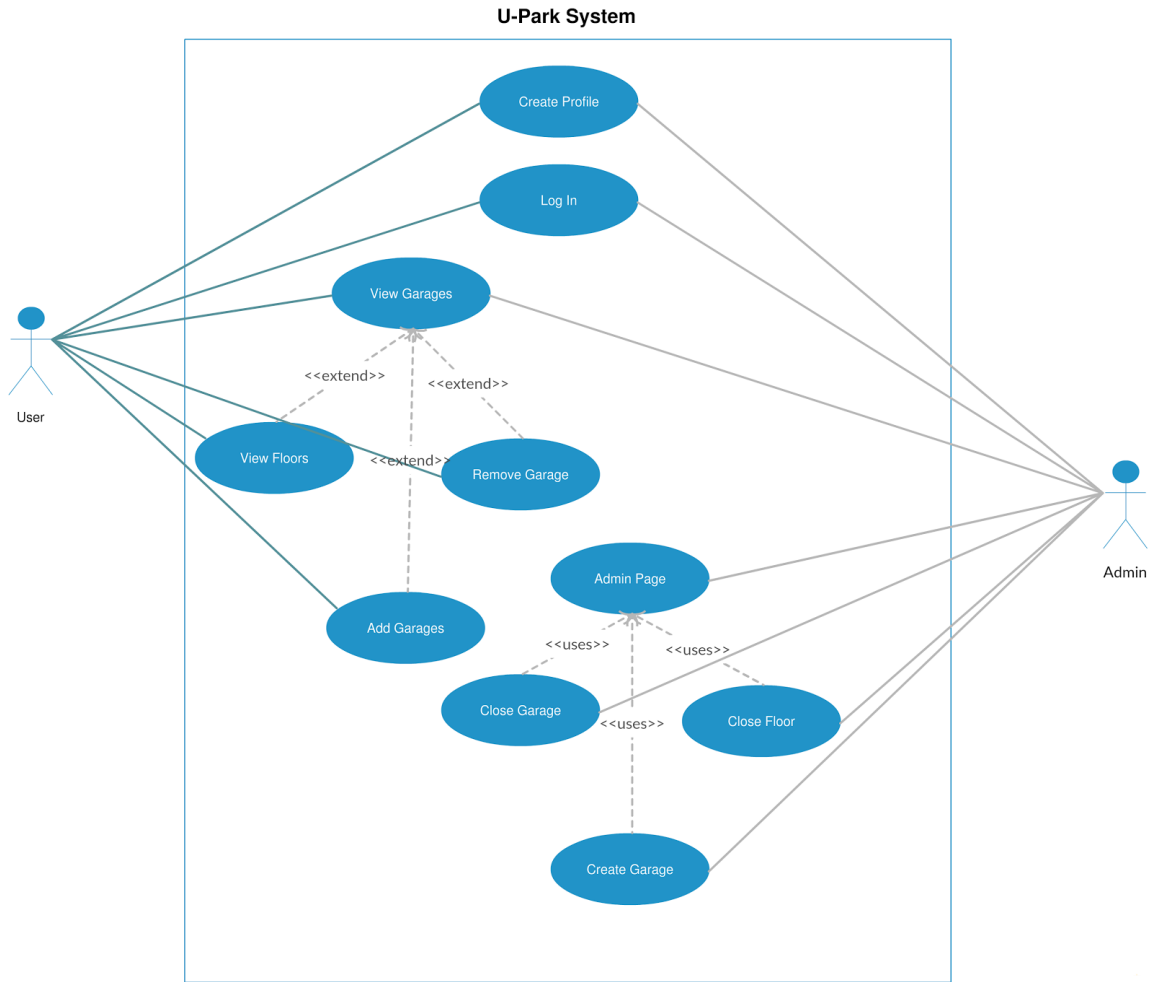 U-Park System
Create Profile
Log In
View Garages
<<extend>>
<<extend>>
User
View Floors
<<extend>>
Remove Garage
Admin
Admin Page
Add Garages
<<uses>>
<<uses>>
Close Garage
<<uses>>
Close Floor
Create Garage